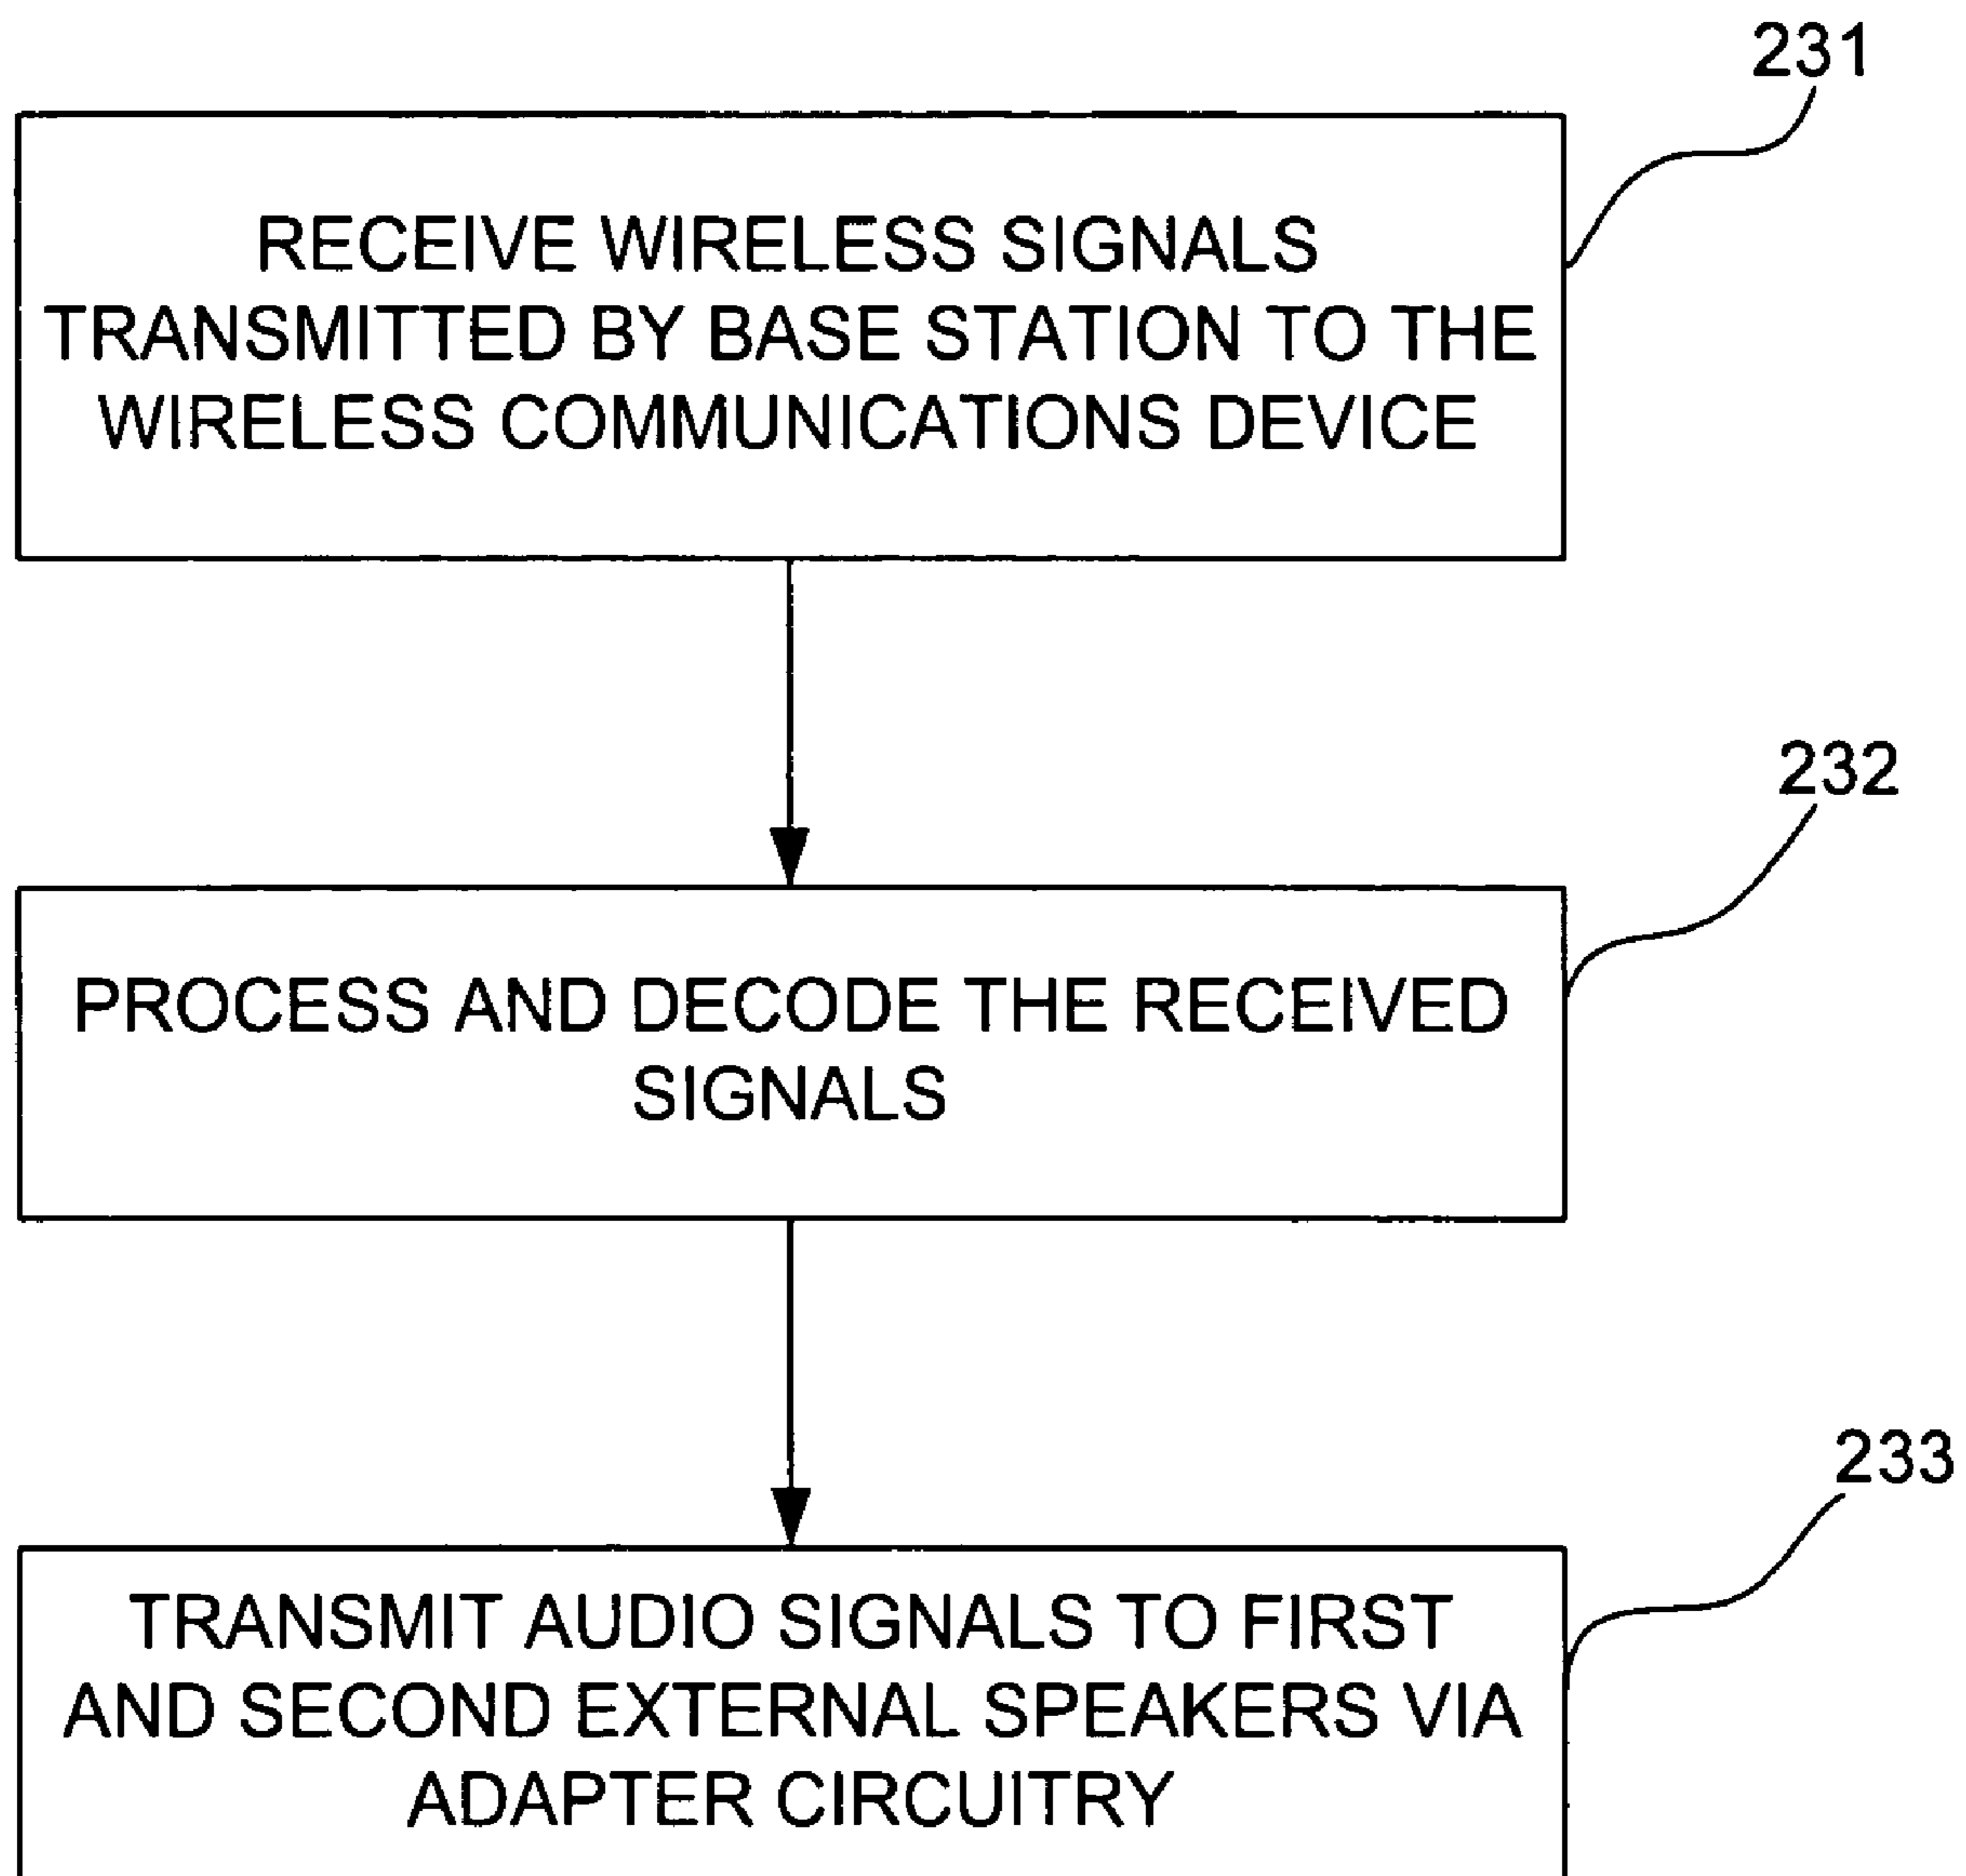 231
RECEIVE WIRELESS SIGNALS
TRANSMITTED BY BASE STATION TO THE
WIRELESS COMMUNICATIONS DEVICE
232
PROCESS AND DECODE THE RECEIVED
SIGNALS
233
TRANSMIT AUDIO SIGNALS TO FIRST
AND SECOND EXTERNAL SPEAKERS VIA
ADAPTER CIRCUITRY